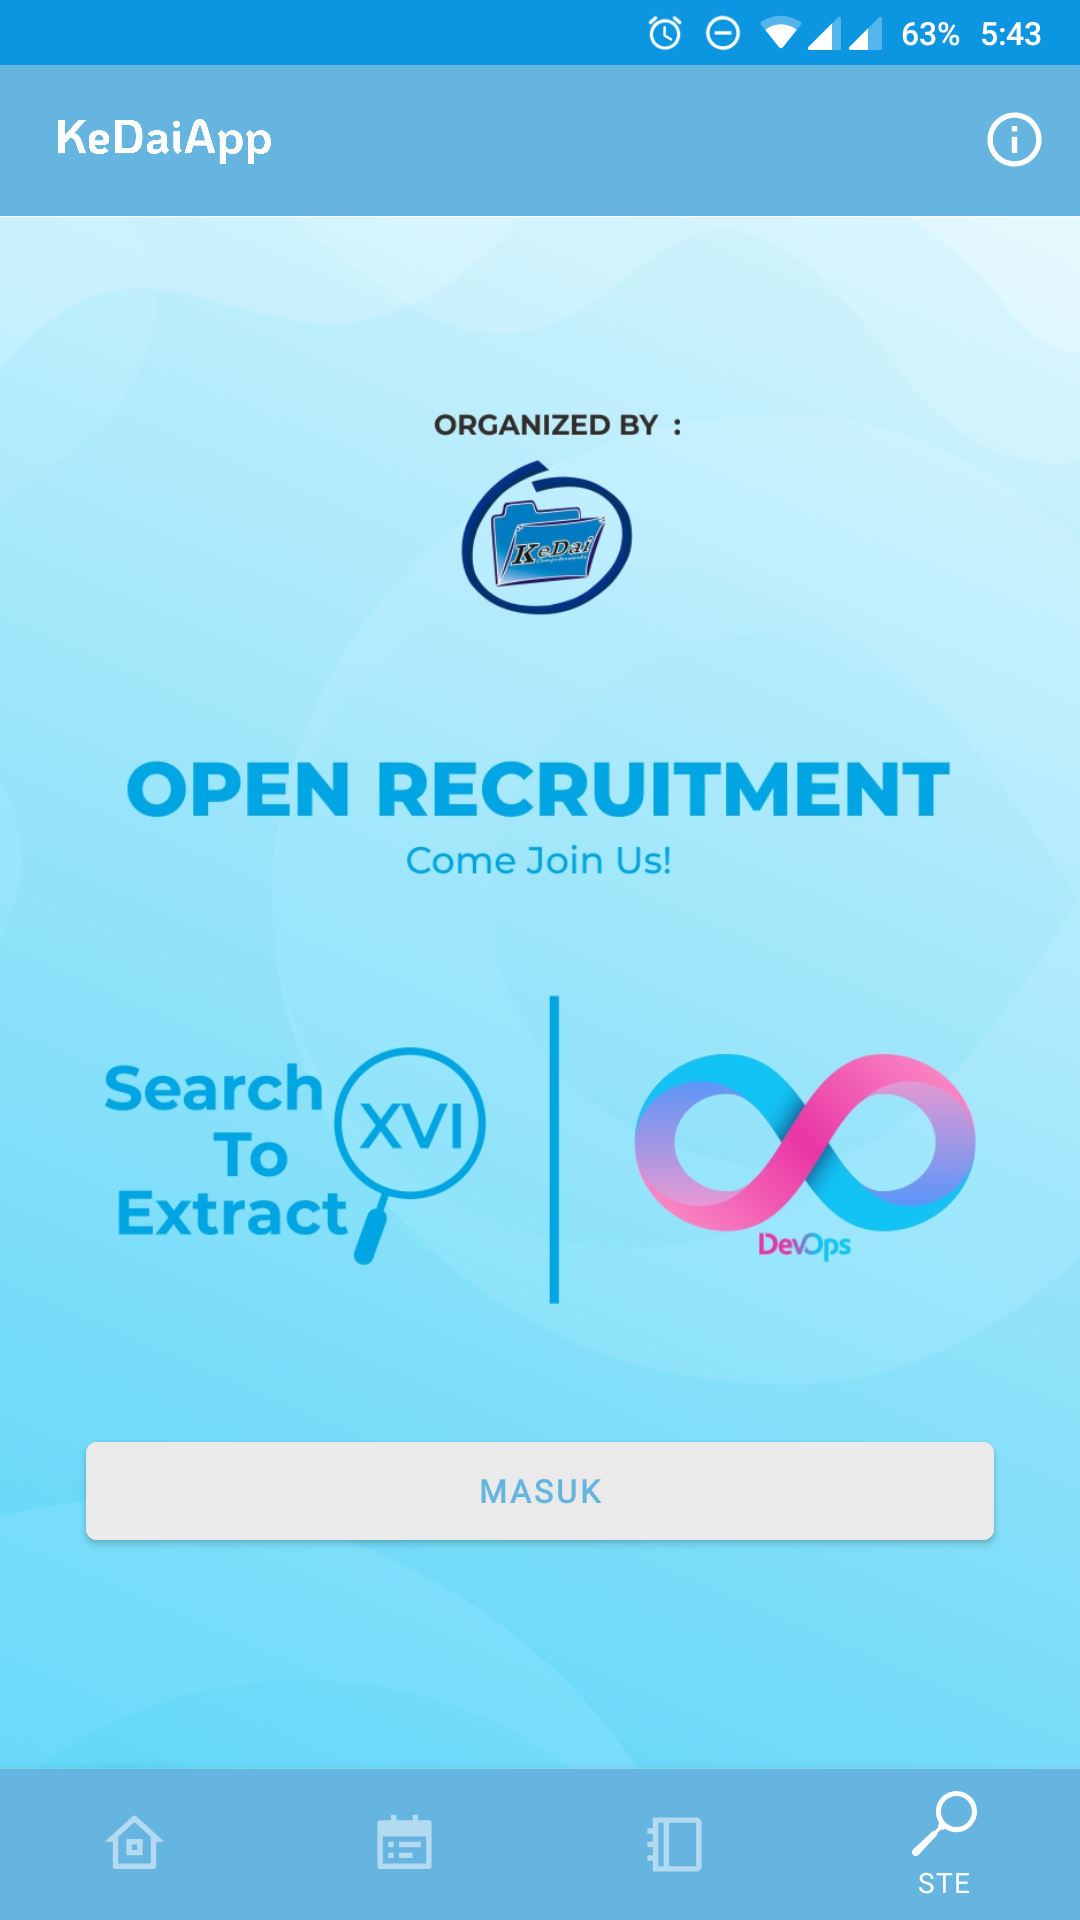 63% 5:43
KeDaiApp
ORGANIZED BY :
KeDai
OPEN RECRUITMENT
Come Join Us!
Search
To
Extract
XVI
DevOps
MASUK
STE